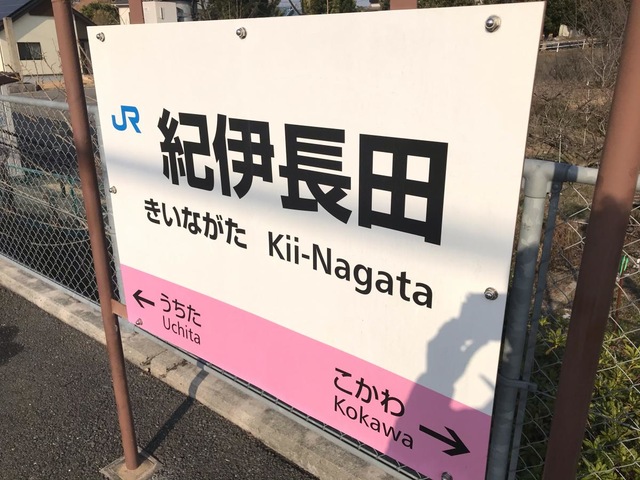 JR
紀伊長田
きいながた Kii-Nagata
← うちた
Uchita
こかわ
Kokawa →